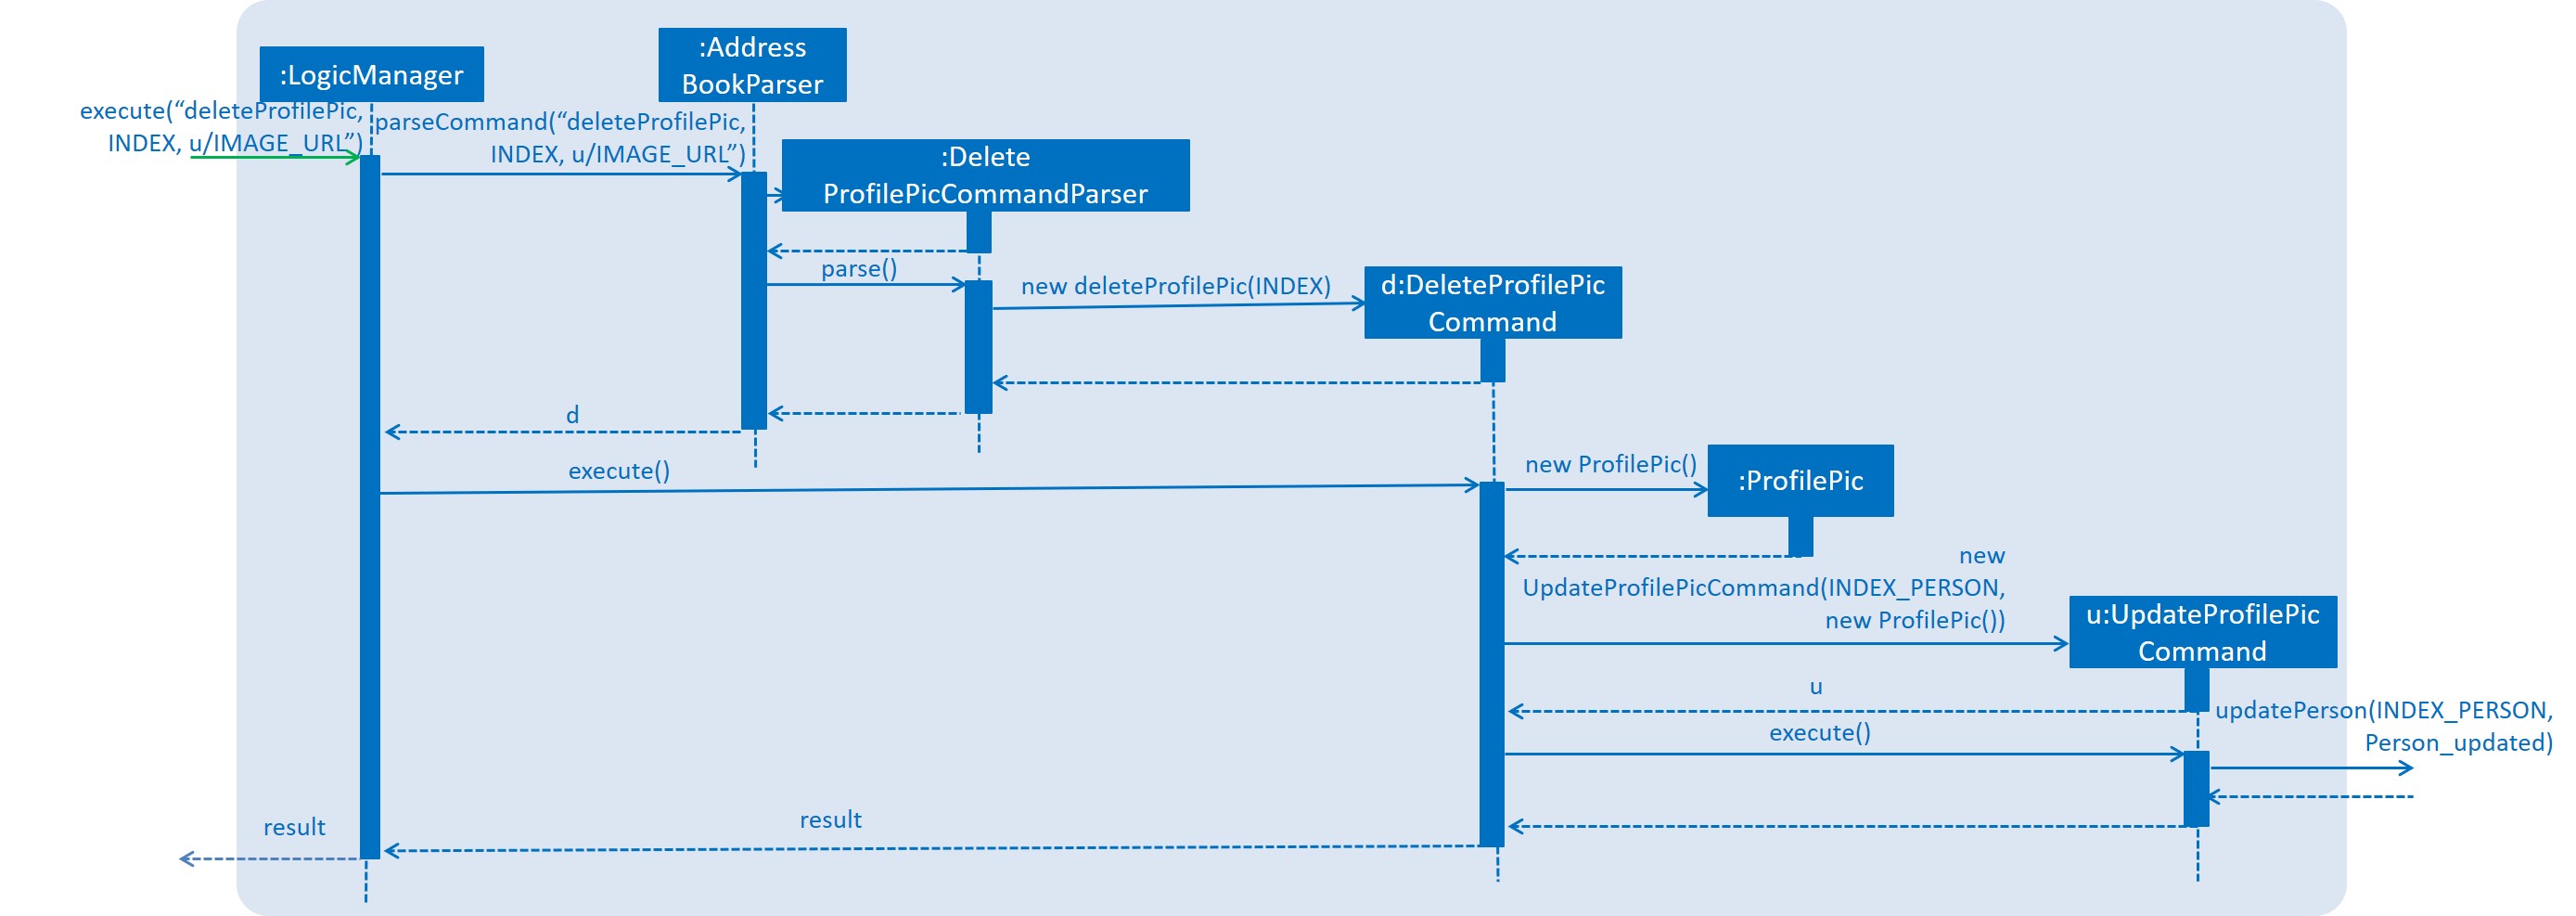 :LogicManager
:Address
BookParser
execute(“deleteProfilePic,
INDEX, u/IMAGE_URL”)
parseCommand(“deleteProfilePic,
INDEX, u/IMAGE_URL”)
:Delete
ProfilePicCommandParser
parse()
new deleteProfilePic(INDEX)
d:DeleteProfilePic
Command
d
execute()
new ProfilePic()
:ProfilePic
new
UpdateProfilePicCommand(INDEX_PERSON,
new ProfilePic())
u:UpdateProfilePic
Command
u
updatePerson(INDEX_PERSON,
Person_updated)
execute()
result
result